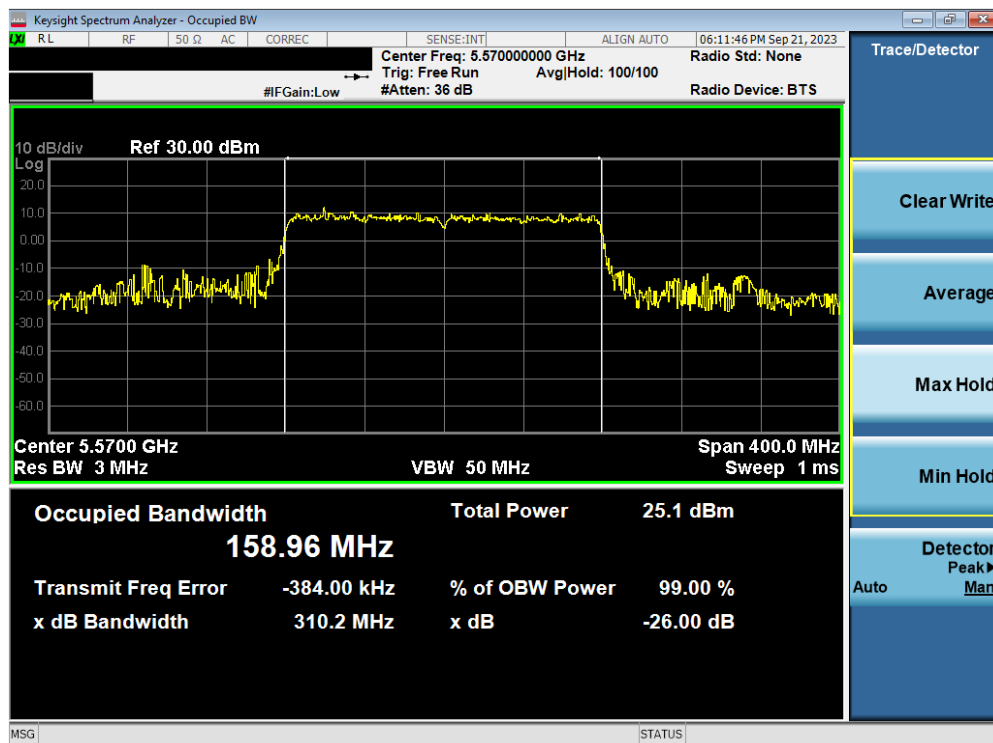 Keysight Spectrum Analyzer - Occupied BW
LXI RL RF 50 Ω AC CORREC SENSE:INT ALIGN AUTO 06:11:46 PM Sep 21, 2023
Center Freq: 5.570000000 GHz Radio Std: None
Trig: Free Run Avg|Hold: 100/100
#IFGain:Low #Atten: 36 dB Radio Device: BTS
Trace/Detector
10 dB/div Ref 30.00 dBm
Log
20.0
10.0
0.00
-10.0
-20.0
-30.0
-40.0
-50.0
-60.0
Center 5.5700 GHz Span 400.0 MHz
Res BW 3 MHz VBW 50 MHz Sweep 1 ms
Occupied Bandwidth Total Power 25.1 dBm
158.96 MHz
Transmit Freq Error -384.00 kHz % of OBW Power 99.00 %
x dB Bandwidth 310.2 MHz x dB -26.00 dB
Clear Write
Average
Max Hold
Min Hold
Detector
Peak▶
Auto Man
MSG STATUS